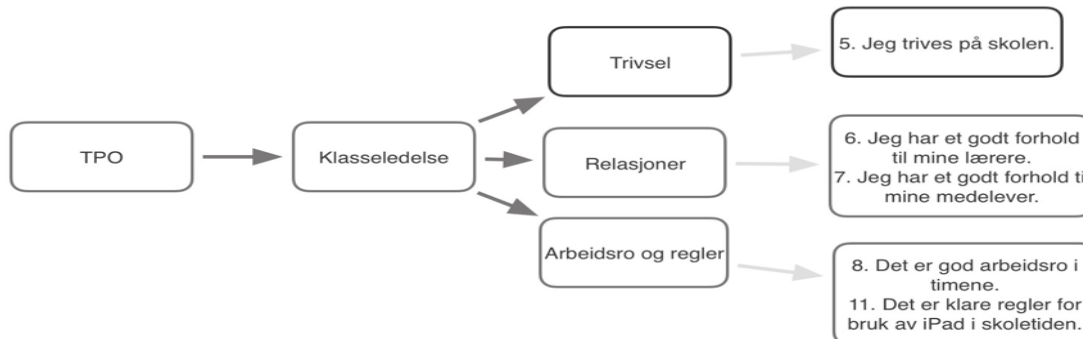 TPO
Klasseledelse
Trivsel
5. Jeg trives på skolen.
Relasjoner
6. Jeg har et godt forhold
til mine lærere.
7. Jeg har et godt forhold ti
mine medelever.
Arbeidsro og regler
8. Det er god arbeidsro i
timene.
11. Det er klare regler for
bruk av iPad i skoletiden.